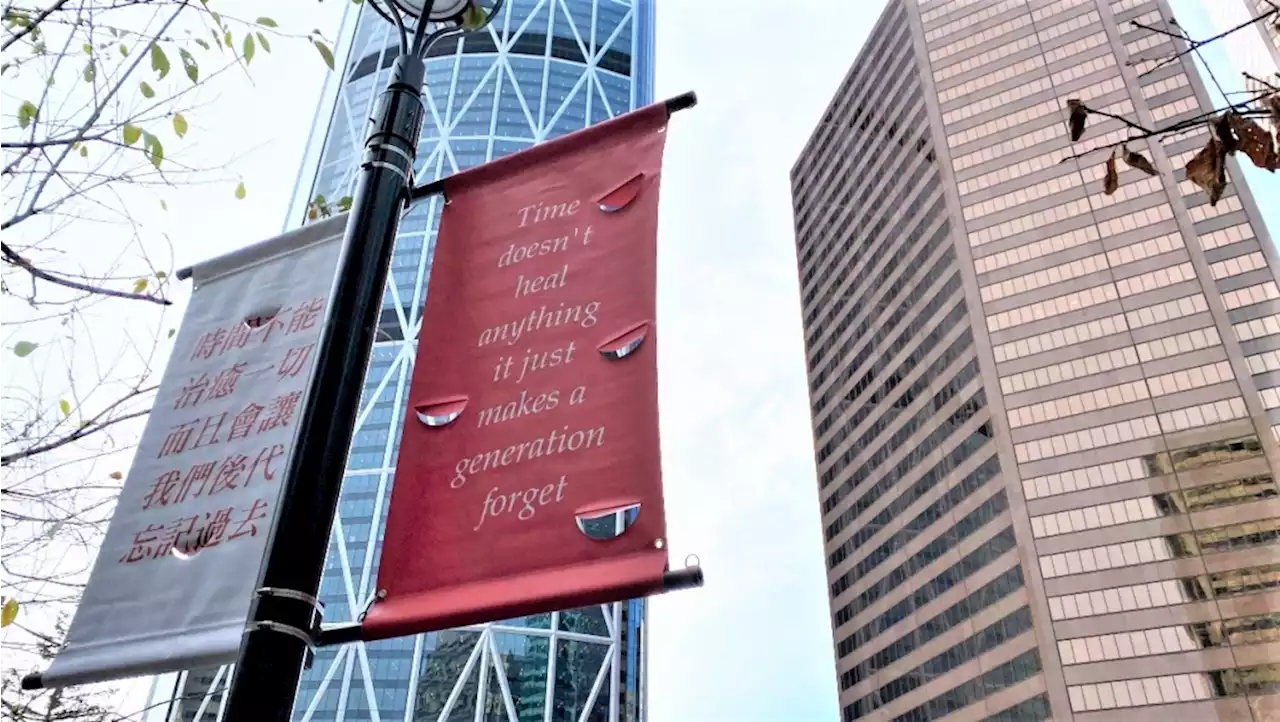 時間不能
治癒一切
而且會讓
我們後代
忘記過去
Time
doesn't
heal
anything
it just
makes a
generation
forget